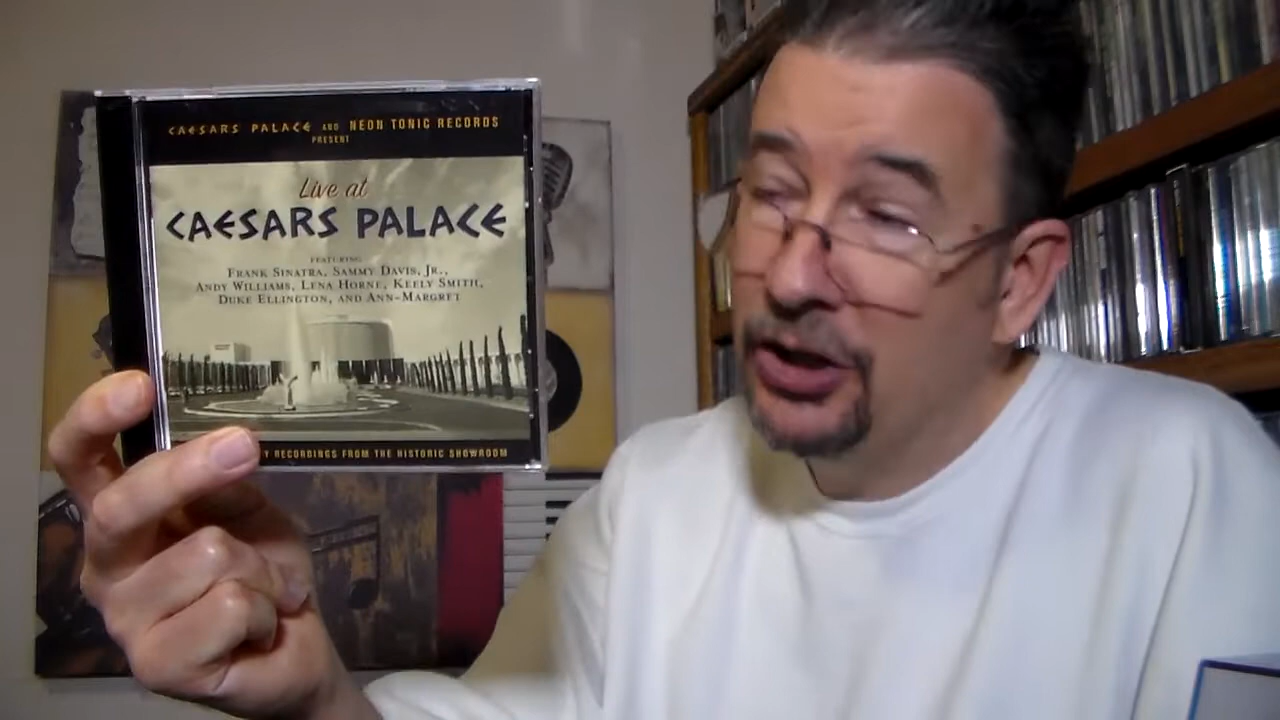 CAESARS PALACE AND NEON TONIC RECORDS
PRESENT
Live at
CAESARS PALACE
FEATURING
FRANK SINATRA, SAMMY DAVIS, JR.,
ANDY WILLIAMS, LENA HORNE, KEELY SMITH,
DUKE ELLINGTON, AND ANN-MARGRET
RECORDINGS FROM THE HISTORIC SHOWROOM